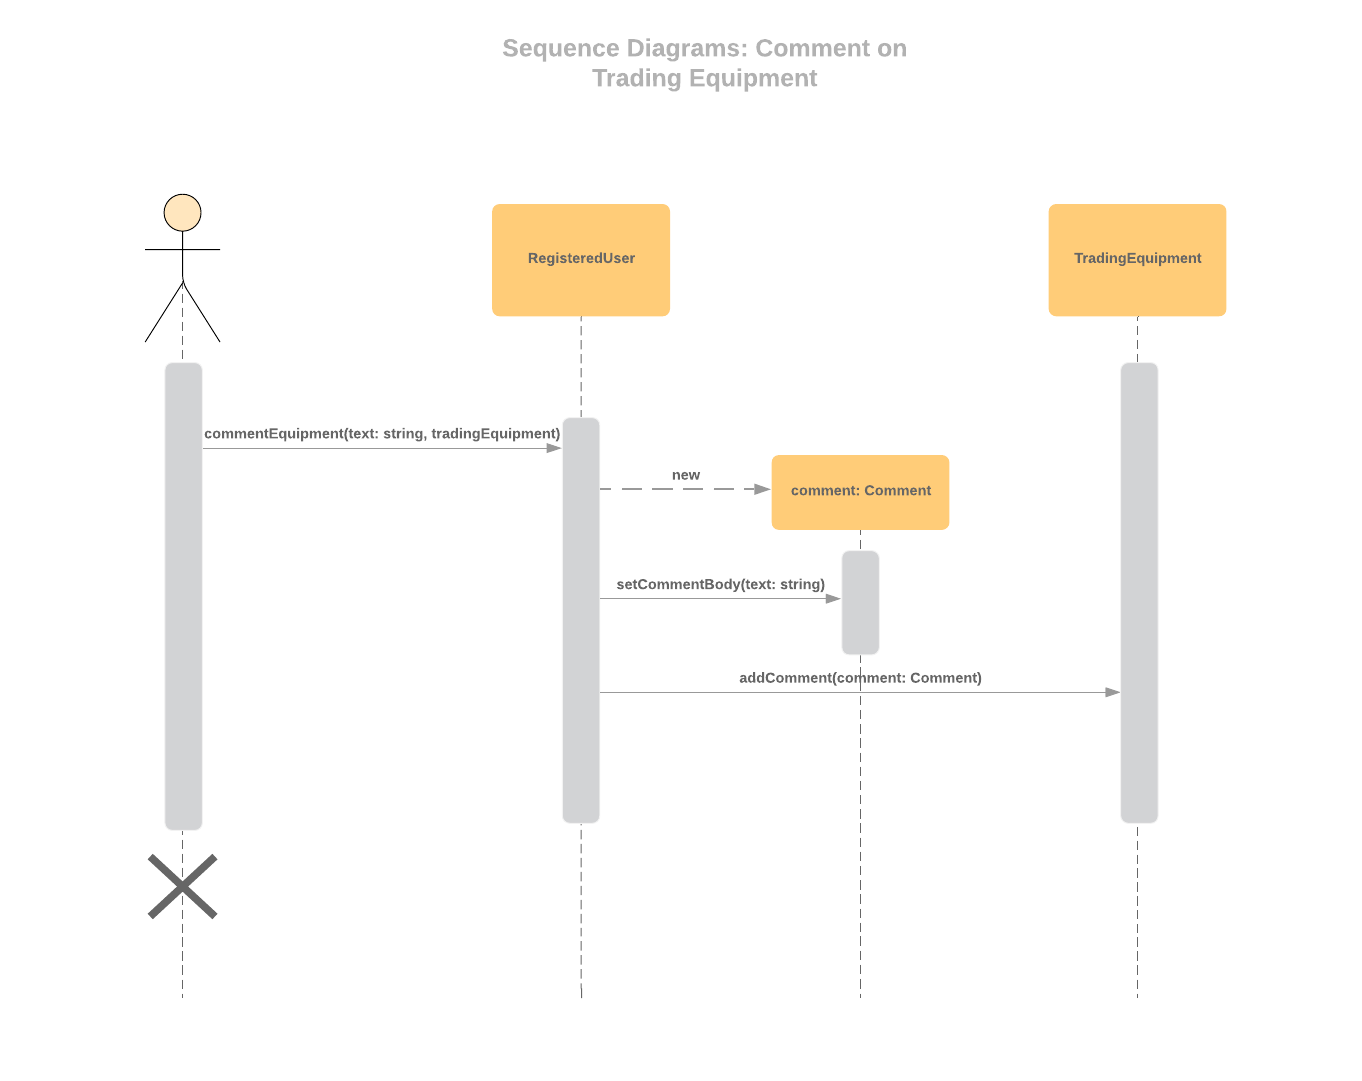 Sequence Diagrams: Comment on
Trading Equipment
RegisteredUser
TradingEquipment
commentEquipment(text: string, tradingEquipment)
new
comment: Comment
setCommentBody(text: string)
addComment(comment: Comment)